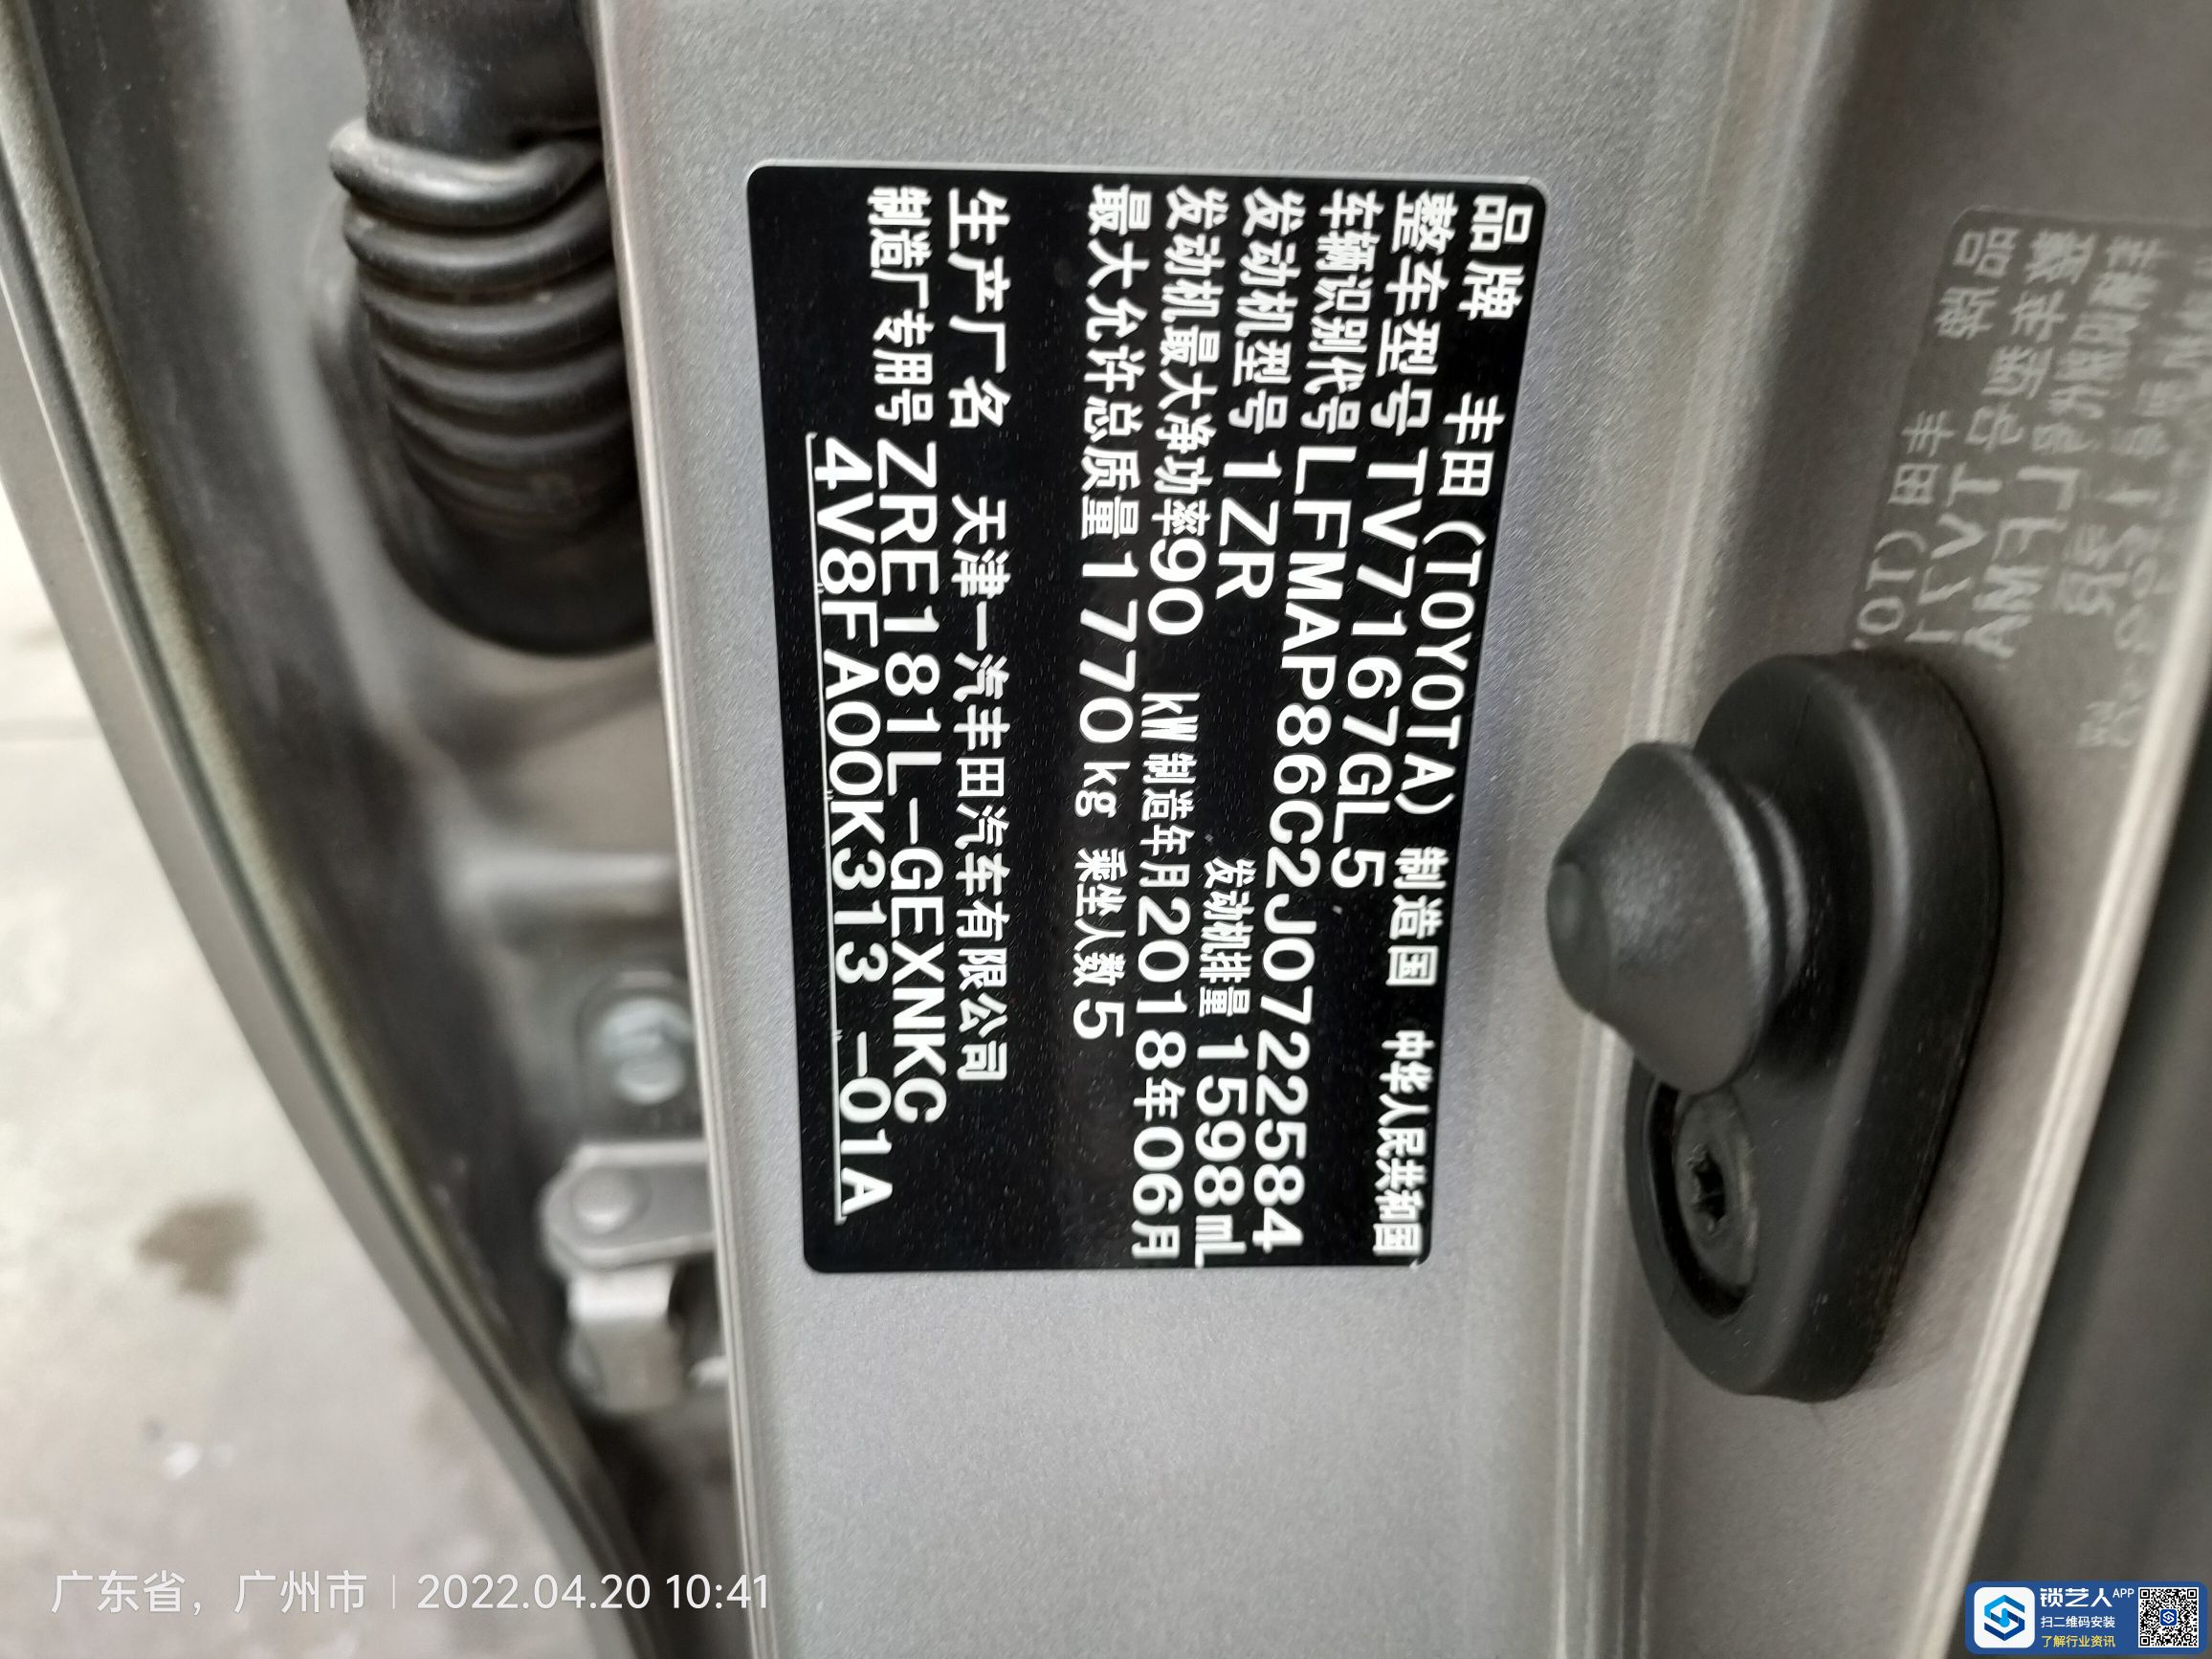 品牌 丰田(TOYOTA) 制造国 中华人民共和国
整车型号 TV7167GL5
车辆识别代号 LFMAP86C2J0722584
发动机型号 1ZR 发动机排量 1598mL
发动机最大净功率 90 kW 制造年月 2018年06月
最大允许总质量 1770kg 乘坐人数 5
生产厂名 天津一汽丰田汽车有限公司
制造厂专用号 ZRE181L-GEXNKC
4V8FA00K313 -01A
广东省，广州市 | 2022.04.20 10:41
锁艺人APP
扫二维码安装
了解行业资讯